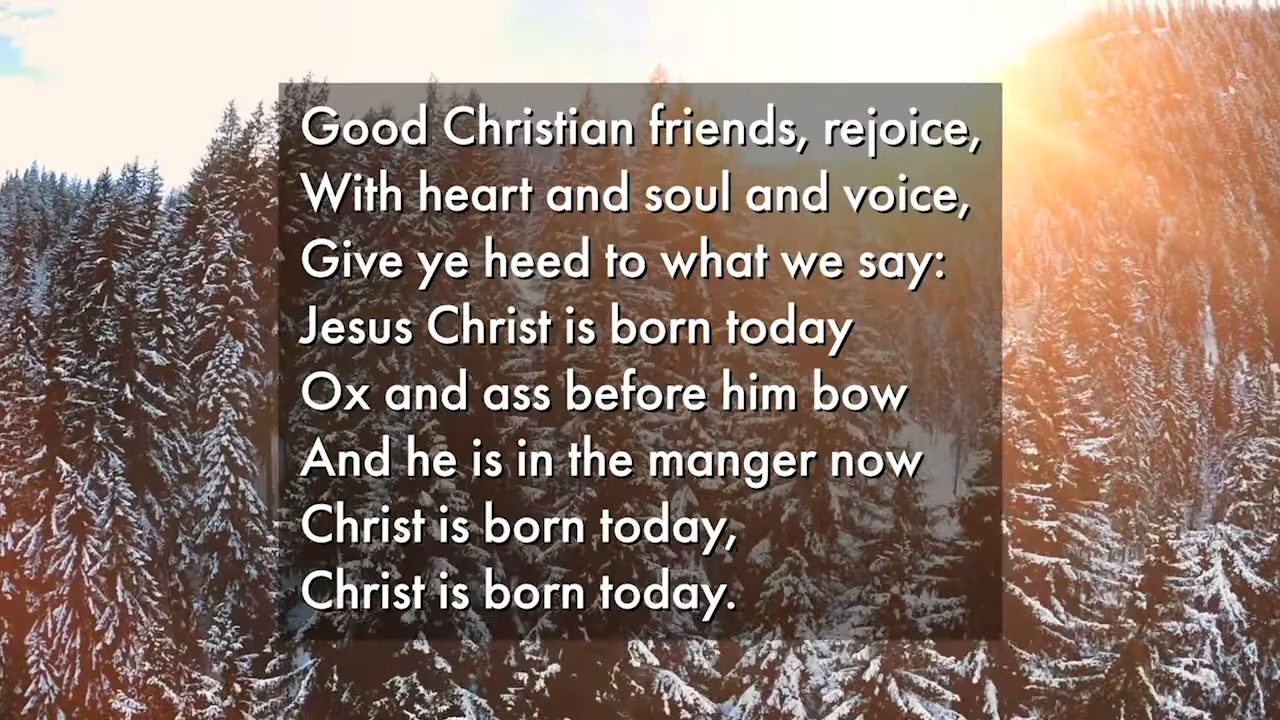 Good Christian friends, rejoice,
With heart and soul and voice,
Give ye heed to what we say:
Jesus Christ is born today
Ox and ass before him bow
And he is in the manger now
Christ is born today,
Christ is born today.